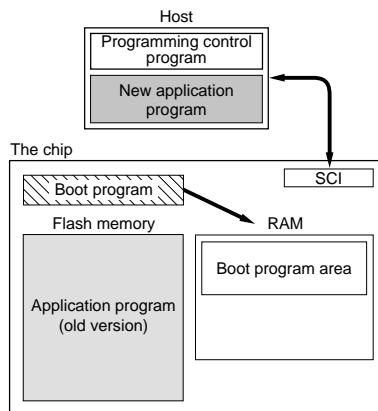 Host
Programming control
program
New application
program
The chip
SCI
Boot program
Flash memory
RAM
Boot program area
Application program
(old version)